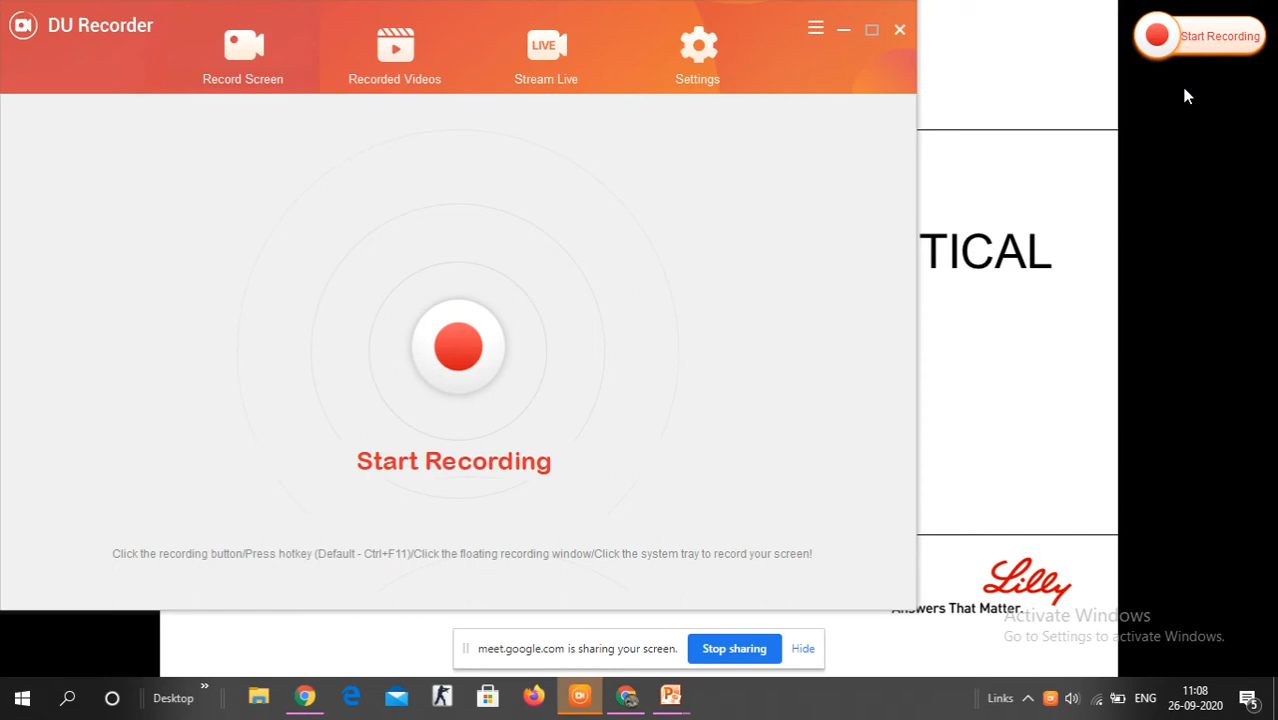 DU Recorder
Record Screen
Recorded Videos
LIVE
Stream Live
Settings
Start Recording
TICAL
Start Recording
Click the recording button/Press hotkey (Default - Ctrl+F11)/Click the floating recording window/Click the system tray to record your screen!
Lilly
Answers That Matter.
Activate Windows
Go to Settings to activate Windows.
meet.google.com is sharing your screen.
Stop sharing
Hide
Desktop
Links
ENG
11:08
26-09-2020
5